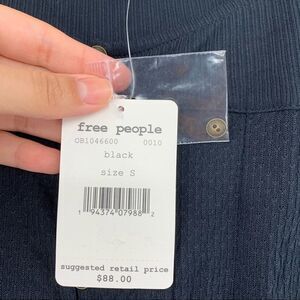 free people
OB1046600 0010
black
size S
1 94374 07988 2
suggested retail price
$88.00